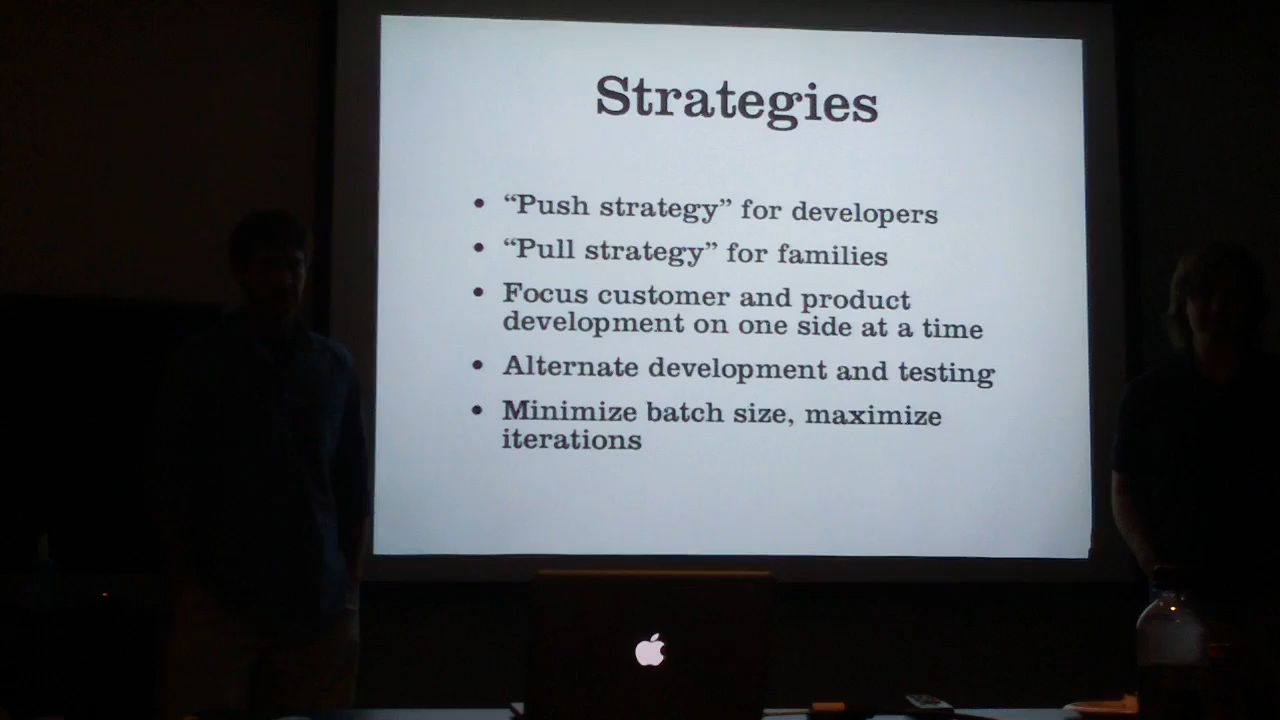 Strategies
• “Push strategy” for developers
• “Pull strategy” for families
• Focus customer and product
development on one side at a time
• Alternate development and testing
• Minimize batch size, maximize
iterations